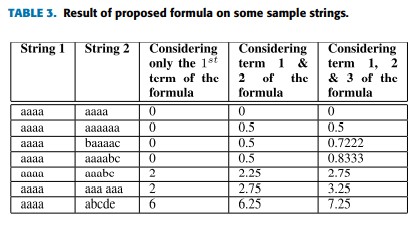 TABLE 3. Result of proposed formula on some sample strings.
String 1 String 2 Considering only the 1st term of the formula Considering term 1 & 2 of the formula Considering term 1, 2 & 3 of the formula
aaaa aaaa 0 0 0
aaaa aaaaaa 0 0.5 0.5
aaaa baaaac 0 0.5 0.7222
aaaa aaaabc 0 0.5 0.8333
aaaa aaabc 2 2.25 2.75
aaaa aaa aaa 2 2.75 3.25
aaaa abcde 6 6.25 7.25